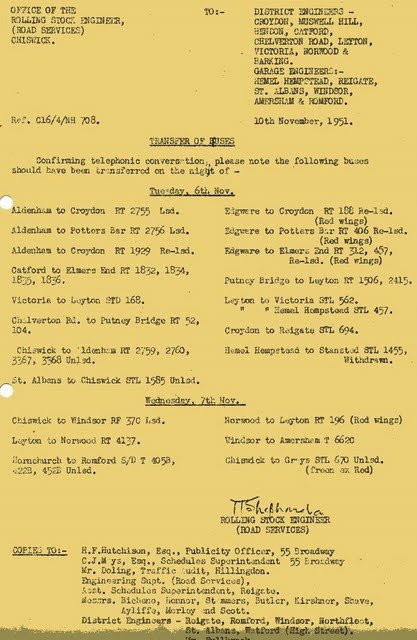 OFFICE OF THE
ROLLING STOCK ENGINEER,
(ROAD SERVICES)
CHISWICK.
TO:- DISTRICT ENGINEERS -
CROYDON, MUSWELL HILL,
HENDON, CATFORD,
CHELVERTON ROAD, LEYTON,
VICTORIA, NORWOOD &
BARKING.
GARAGE ENGINEERS:-
HEMEL HEMPSTEAD, REIGATE,
ST. ALBANS, WINDSOR,
AMERSHAM & ROMFORD.
Ref. C16/4/NH 708.
10th November, 1951.
TRANSFER OF BUSES
Confirming telephonic conversation, please note the following buses
should have been transferred on the night of -
Tuesday, 6th Nov.
Aldenham to Croydon RT 2755 Lsd.
Aldenham to Potters Bar RT 2756 Lsd.
Aldenham to Croydon RT 1929 Re-lsd.
Catford to Elmers End RT 1832, 1834,
1835, 1836.
Victoria to Leyton STD 168.
Chelverton Rd. to Putney Bridge RT 52,
104.
Chiswick to Aldenham RT 2759, 2760,
3367, 3368 Unlsd.
St. Albans to Chiswick STL 1585 Unlsd.
Edgware to Croydon RT 188 Re-lsd.
(Red wings)
Edgware to Potters Bar RT 406 Re-lsd.
(Red wings)
Edgware to Elmers End RT 312, 457,
Re-lsd. (Red wings)
Putney Bridge to Leyton RT 1506, 2415.
Leyton to Victoria STL 562.
" " Hemel Hempstead STL 457.
Croydon to Reigate STL 694.
Hemel Hempstead to Stansted STL 1455,
Withdrawn.
Wednesday, 7th Nov.
Chiswick to Windsor RF 37C Lsd.
Leyton to Norwood RT 4137.
Hornchurch to Romford S/D T 405B,
422B, 452B Unlsd.
Norwood to Leyton RT 196 (Red wings)
Windsor to Amersham T 662C
Chiswick to Grays STL 670 Unlsd.
(Green ex Red)
ROLLING STOCK ENGINEER
(ROAD SERVICES)
COPIES TO:- H.F.Hutchison, Esq., Publicity Officer, 55 Broadway
C.J.Mays, Esq., Schedules Superintendent 55 Broadway
Mr. Doling, Traffic Audit, Hillingdon.
Engineering Supt. (Road Services),
Asst. Schedules Superintendent, Reigate.
Messrs. Bicheno, Honnor, Stammers, Butler, Kirshner, Shave,
Ayliffe, Morley and Scott.
District Engineers - Reigate, Romford, Windsor, Northfleet,
St. Albans, Watford (High Street).